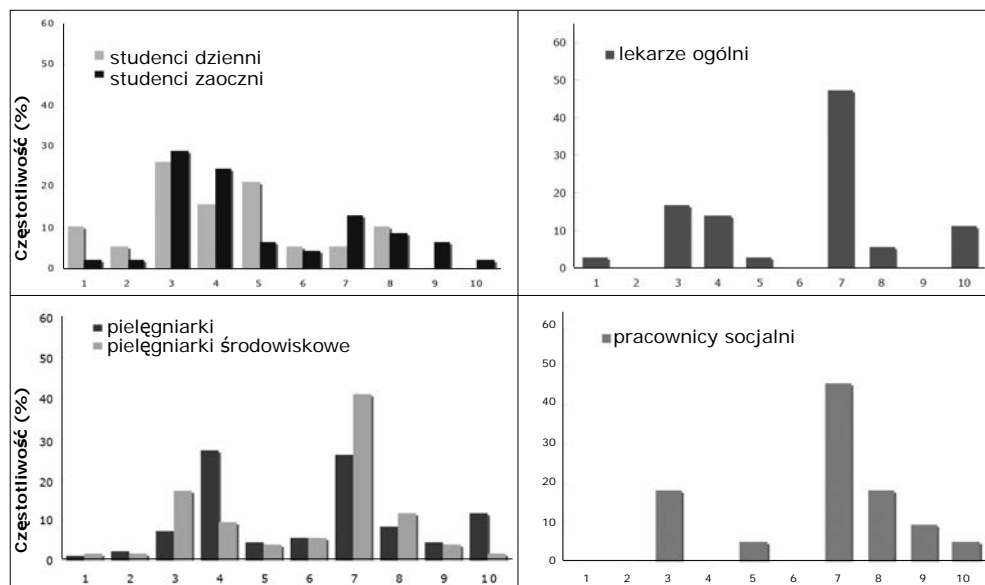 Częstotliwość (%)
60
50
40
30
20
10
0
studenci dzienni
studenci zaoczni
1 2 3 4 5 6 7 8 9 10
60
50
40
30
20
10
0
lekarze ogólni
1 2 3 4 5 6 7 8 9 10
Częstotliwość (%)
60
50
40
30
20
10
0
pielęgniarki
pielęgniarki środowiskowe
1 2 3 4 5 6 7 8 9 10
60
50
40
30
20
10
0
pracownicy socjalni
1 2 3 4 5 6 7 8 9 10